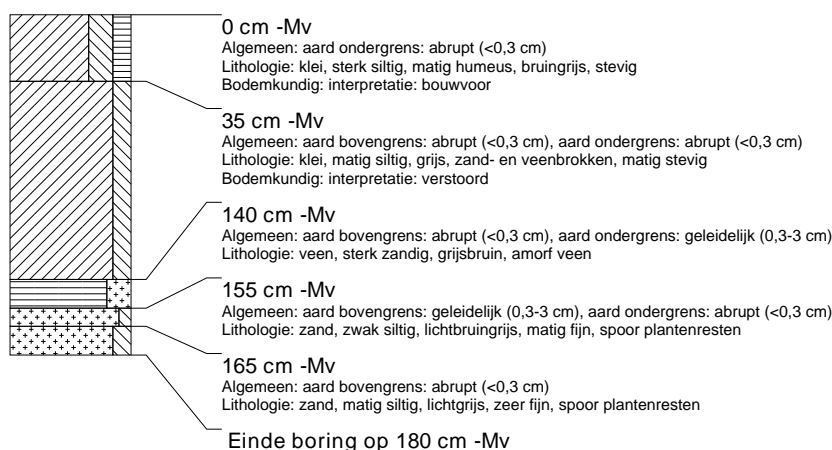 0 cm -Mv
Algemeen: aard ondergrens: abrupt (<0,3 cm)
Lithologie: klei, sterk siltig, matig humeus, bruingrijs, stevig
Bodemkundig: interpretatie: bouwvoor
35 cm -Mv
Algemeen: aard bovengrens: abrupt (<0,3 cm), aard ondergrens: abrupt (<0,3 cm)
Lithologie: klei, matig siltig, grijs, zand- en veenbrokken, matig stevig
Bodemkundig: interpretatie: verstoord
140 cm -Mv
Algemeen: aard bovengrens: abrupt (<0,3 cm), aard ondergrens: geleidelijk (0,3-3 cm)
Lithologie: veen, sterk zandig, grijsbruin, amorf veen
155 cm -Mv
Algemeen: aard bovengrens: geleidelijk (0,3-3 cm), aard ondergrens: abrupt (<0,3 cm)
Lithologie: zand, zwak siltig, lichtbruingrijs, matig fijn, spoor plantenresten
165 cm -Mv
Algemeen: aard bovengrens: abrupt (<0,3 cm)
Lithologie: zand, matig siltig, lichtgrijs, zeer fijn, spoor plantenresten
Einde boring op 180 cm -Mv